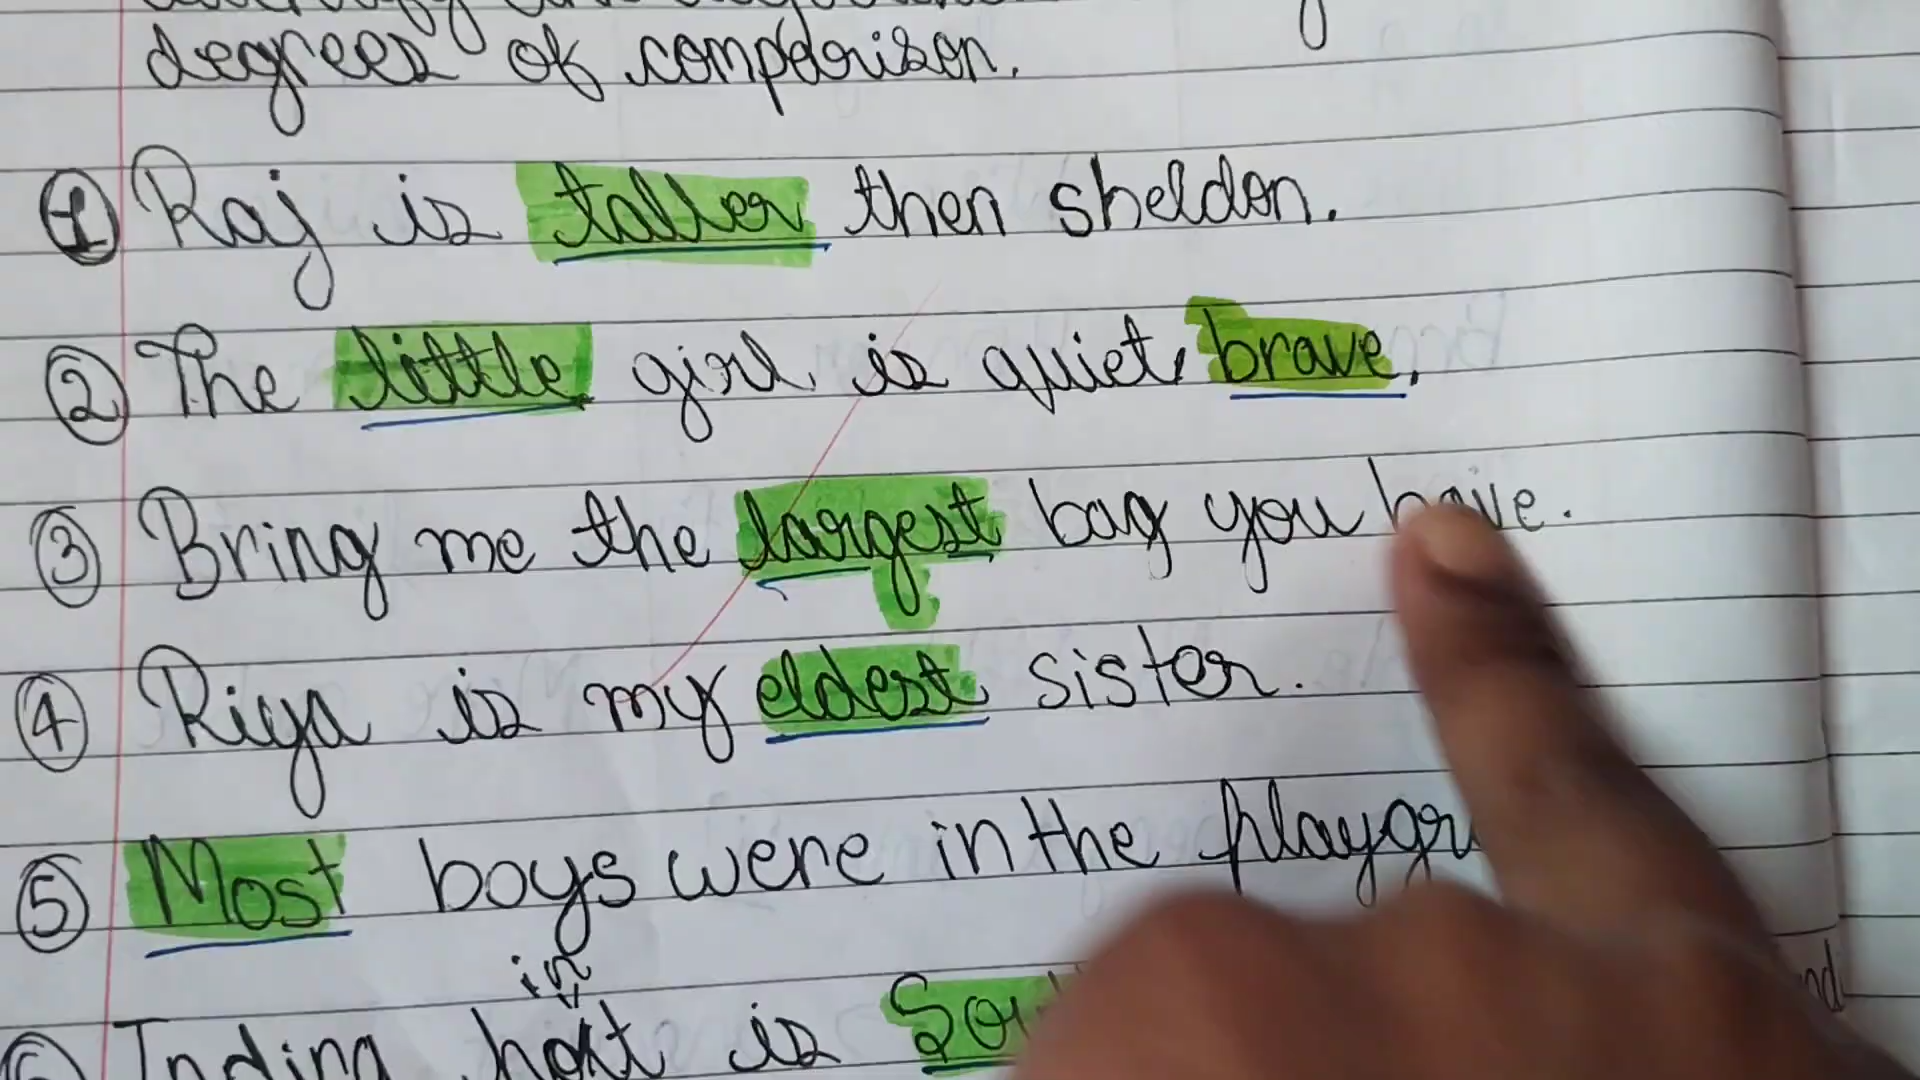 degrees of comparison.
① Raj is taller then sheldon.
② The little girl is quiet brave.
③ Bring me the largest bag you have.
④ Riya is my eldest sister.
⑤ Most boys were in the playgr
in
is